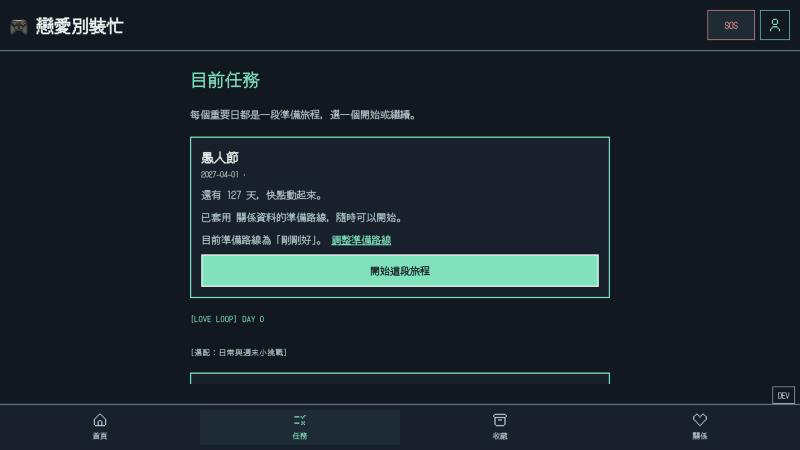 戀愛別裝忙
SOS
目前任務
每個重要日都是一段準備旅程，選一個開始或繼續。
愚人節
2027-04-01 ·
還有 127 天，快點動起來。
已套用 關係資料的準備路線，隨時可以開始。
目前準備路線為「剛剛好」。 調整準備路線
開始這段旅程
[LOVE LOOP] DAY 0
[選配：日常與週末小挑戰]
DEV
首頁
任務
收藏
關係